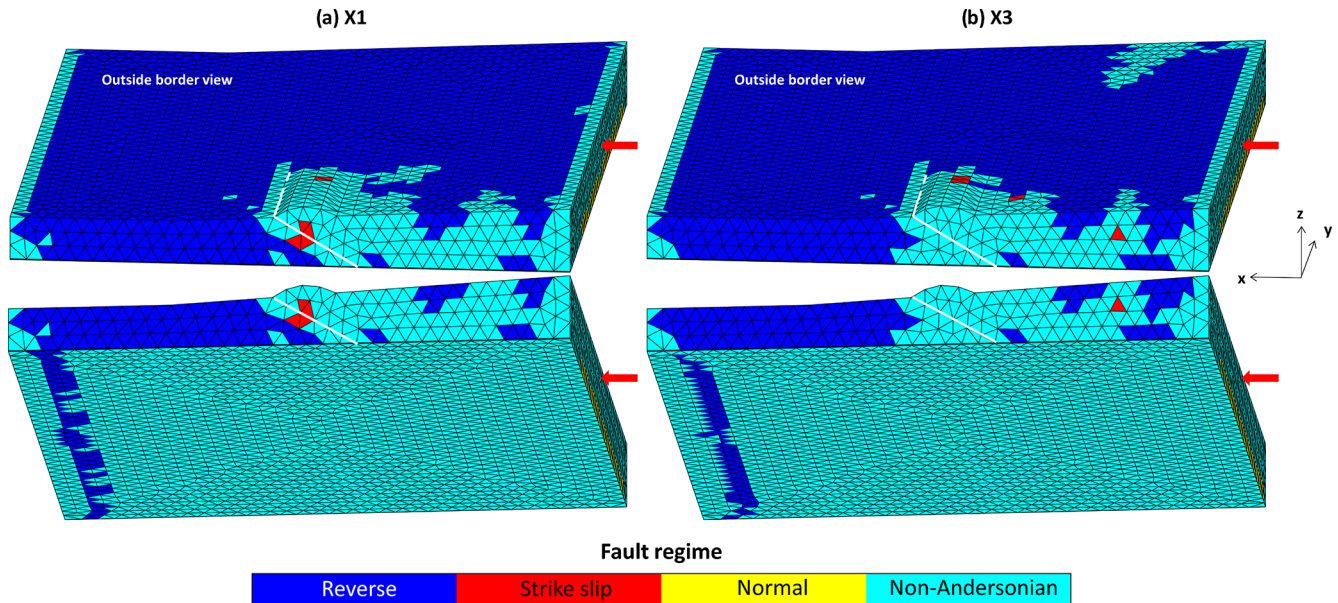 (a) X1
(b) X3
Outside border view
Outside border view
z
y
x
Fault regime
Reverse
Strike slip
Normal
Non-Andersonian